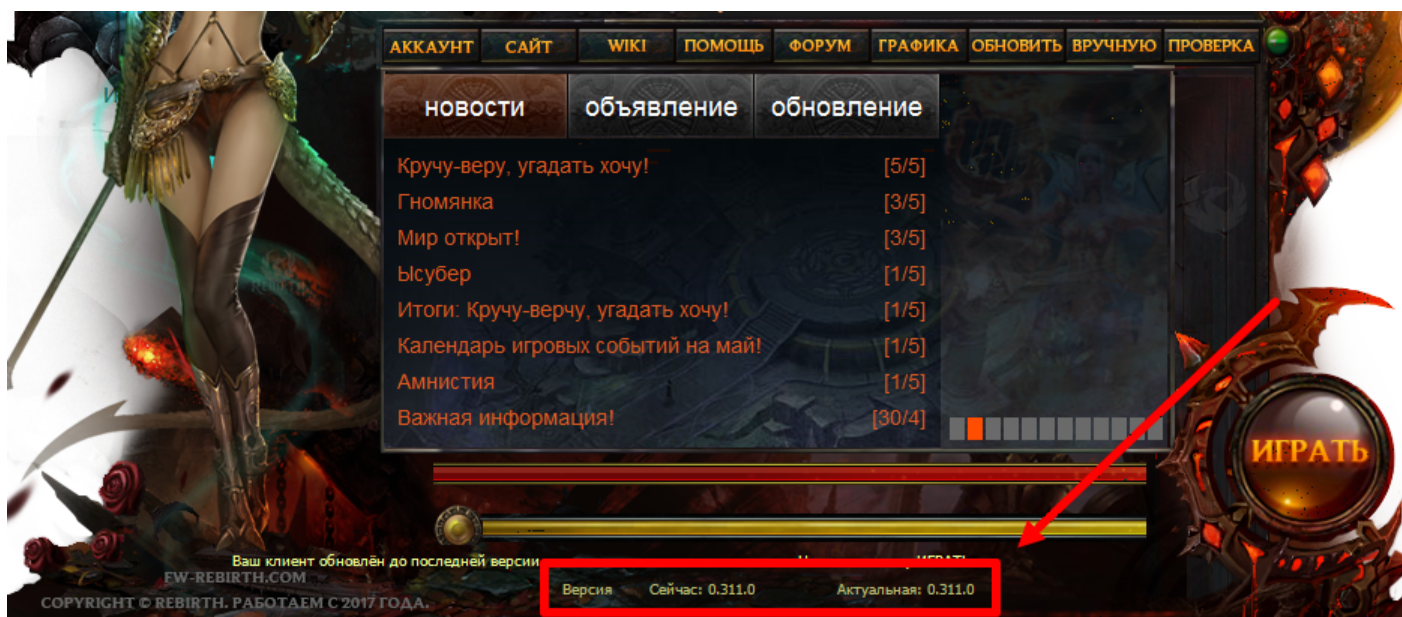 АККАУНТ САЙТ WIKI ПОМОЩЬ ФОРУМ ГРАФИКА ОБНОВИТЬ ВРУЧНУЮ ПРОВЕРКА
новости объявление обновление
Кручу-веру, угадать хочу! [5/5]
Гномянка [3/5]
Мир открыт! [3/5]
Ысубер [1/5]
Итоги: Кручу-верчу, угадать хочу! [1/5]
Календарь игровых событий на май! [1/5]
Амнистия [1/5]
Важная информация! [30/4]
ИГРАТЬ
Ваш клиент обновлён до последней версии
FW-REBIRTH.COM
Версия Сейчас: 0.311.0 Актуальная: 0.311.0
COPYRIGHT © REBIRTH. РАБОТАЕМ С 2017 ГОДА.